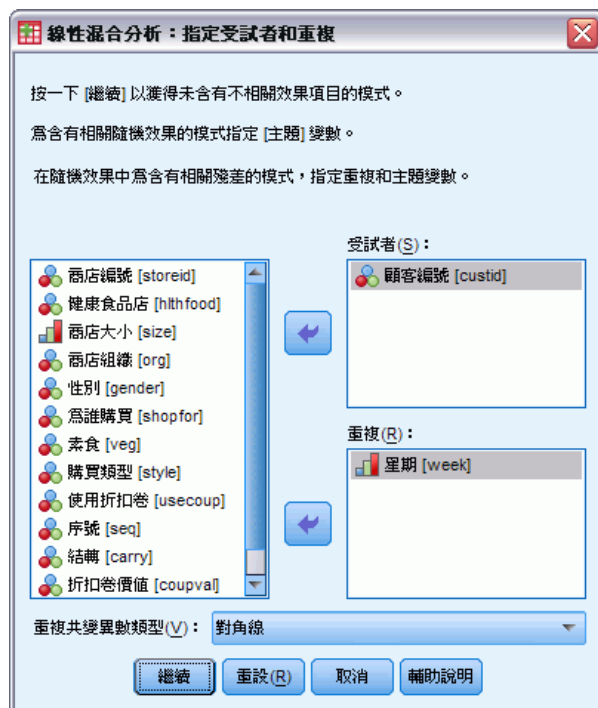 線性混合分析：指定受試者和重複
按一下 [繼續] 以獲得未含有不相關效果項目的模式。
爲含有相關隨機效果的模式指定 [主題] 變數。
在隨機效果中爲含有相關殘差的模式，指定重複和主題變數。
受試者(S)：
商店編號 [storeid]
健康食品店 [hlthfood]
商店大小 [size]
商店組織 [org]
性別 [gender]
爲誰購買 [shopfor]
素食 [veg]
購買類型 [style]
使用折扣卷 [usecoup]
序號 [seq]
結轉 [carry]
折扣卷價值 [coupval]
顧客編號 [custid]
重複(R)：
星期 [week]
重複共變異數類型(V)：
對角線
繼續
重設(R)
取消
輔助說明